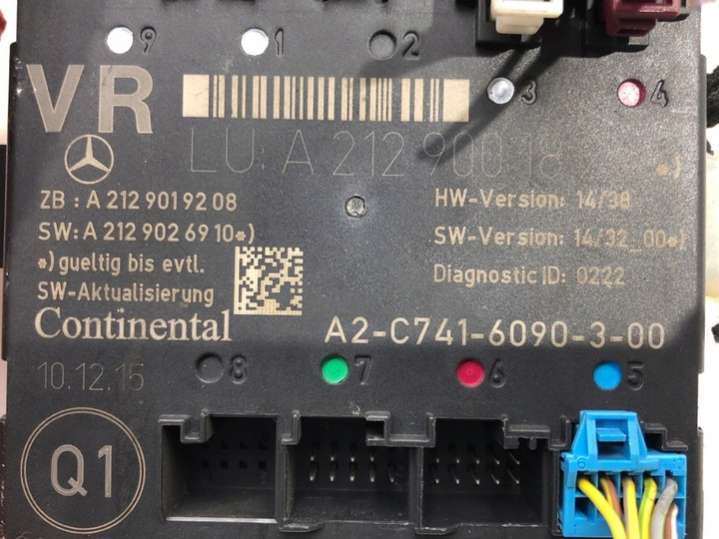 9 1 2
VR
3 4
LU: A 212 900 *)
ZB : A 212 901 92 08
HW-Version: 14/38
SW: A 212 902 69 10*)
SW-Version: 14/32_00*)
*) gueltig bis evtl.
SW-Aktualisierung
Diagnostic ID: 0222
Continental
A2-C741-6090-3-00
10.12.15
8 7 6 5
Q1